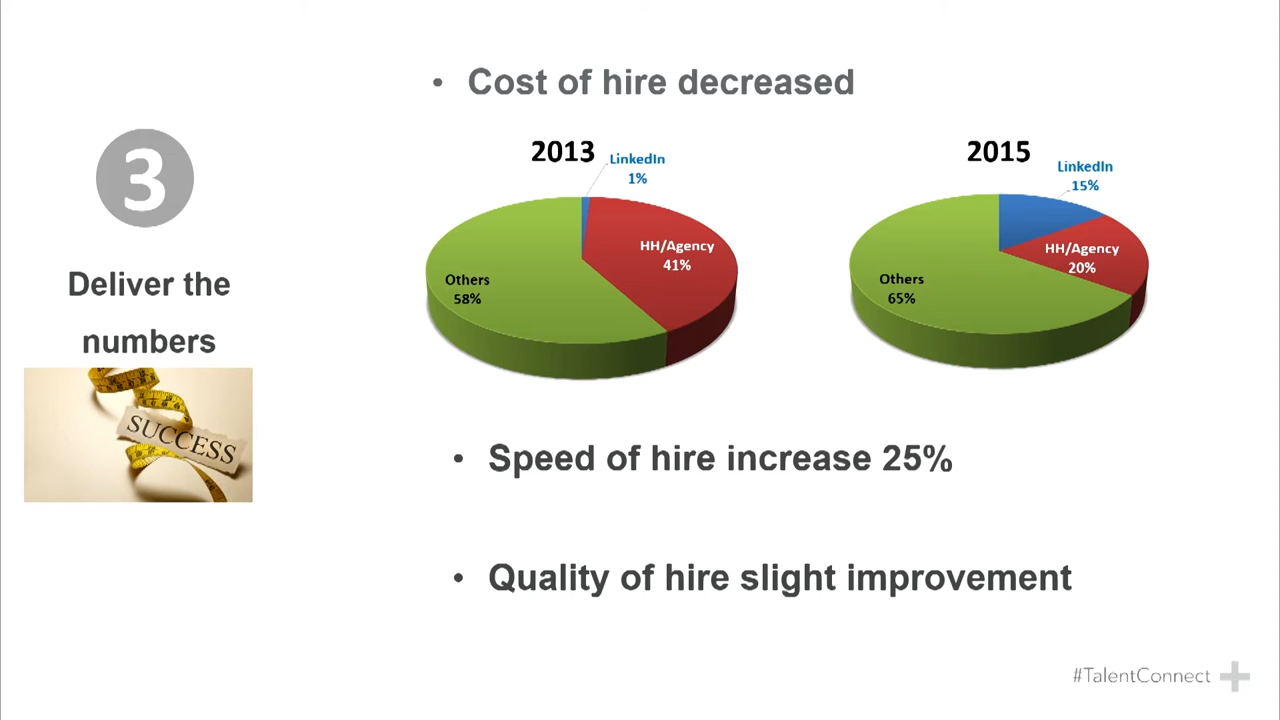 • Cost of hire decreased
3
Deliver the
numbers
SUCCESS
2013
LinkedIn
1%
HH/Agency
41%
Others
58%
2015
LinkedIn
15%
HH/Agency
20%
Others
65%
• Speed of hire increase 25%
• Quality of hire slight improvement
#TalentConnect